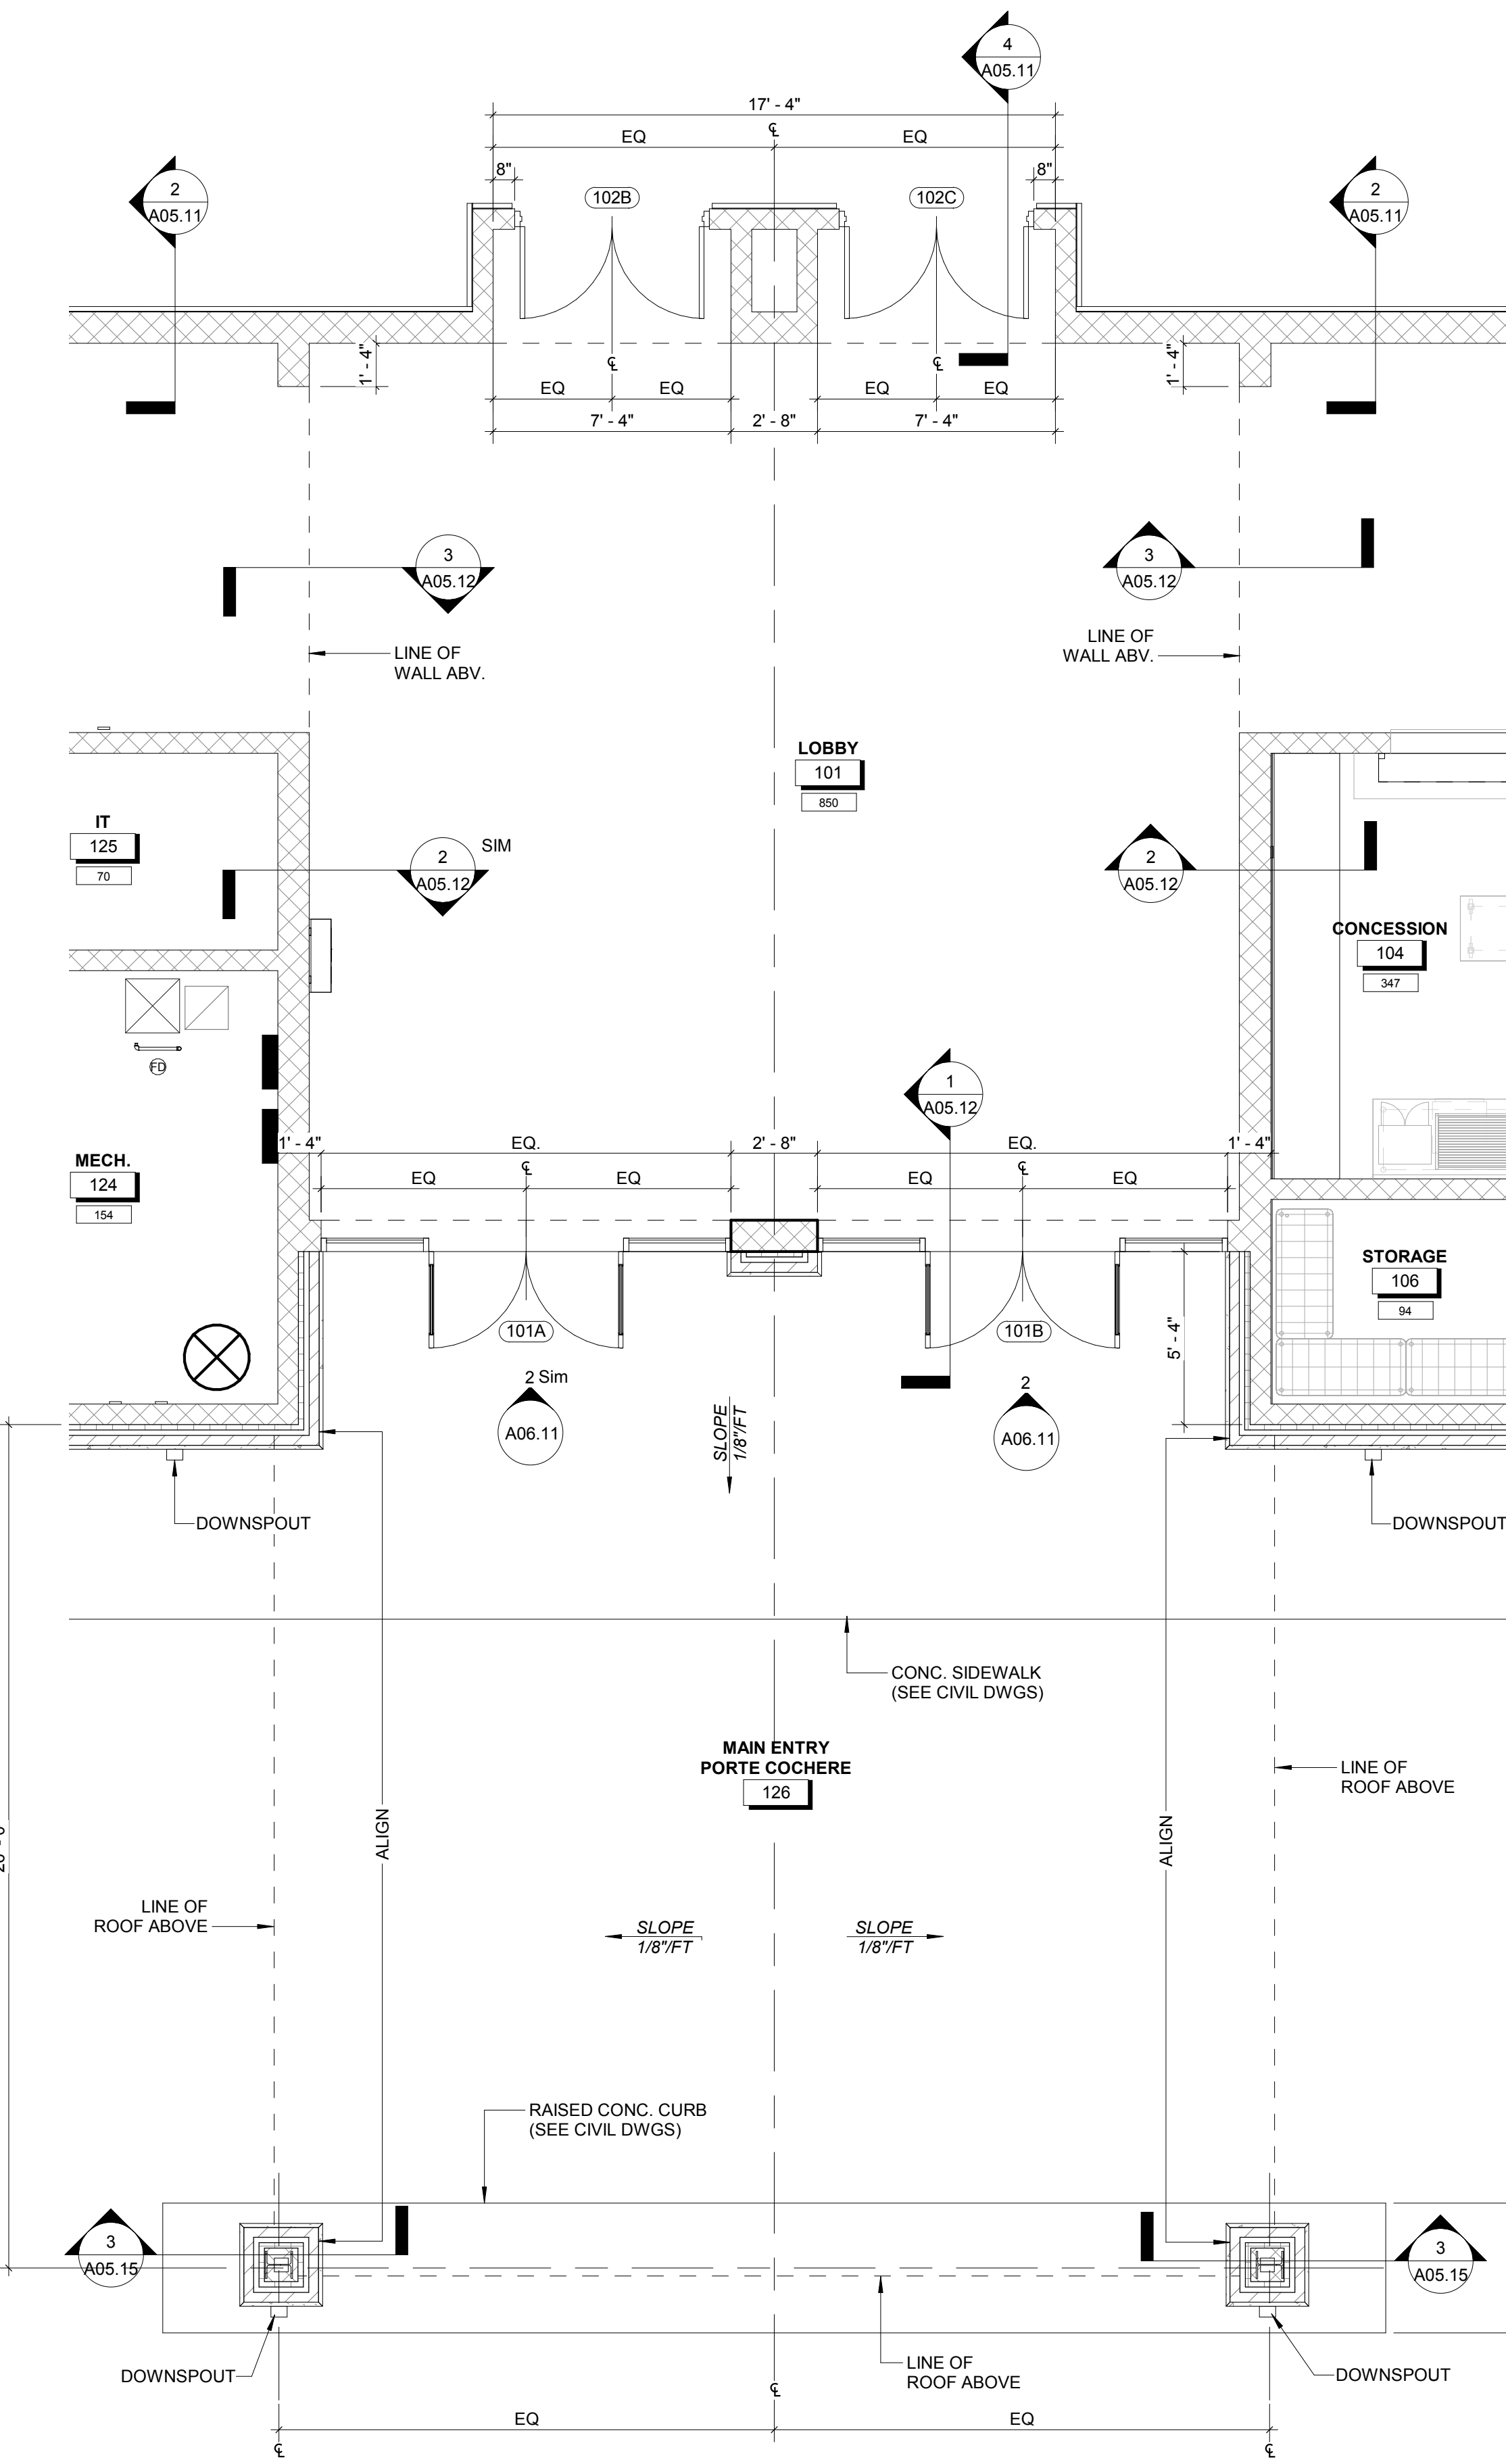 4
A05.11
17' - 4"
EQ
℄
EQ
8"
8"
2
A05.11
102B
102C
2
A05.11
1' - 4"
1' - 4"
℄
℄
EQ
EQ
EQ
EQ
7' - 4"
2' - 8"
7' - 4"
3
A05.12
3
A05.12
LINE OF
WALL ABV.
LINE OF
WALL ABV.
LOBBY
101
850
IT
125
70
2
A05.12
SIM
2
A05.12
CONCESSION
104
347
FD
1
A05.12
1' - 4"
EQ.
2' - 8"
EQ.
1' - 4"
MECH.
124
154
EQ
℄
EQ
EQ
℄
EQ
STORAGE
106
94
101A
101B
5' - 4"
2 Sim
A06.11
2
A06.11
SLOPE
1/8"/FT
DOWNSPOUT
DOWNSPOUT
CONC. SIDEWALK
(SEE CIVIL DWGS)
MAIN ENTRY
PORTE COCHERE
126
LINE OF
ROOF ABOVE
ALIGN
ALIGN
LINE OF
ROOF ABOVE
SLOPE
1/8"/FT
SLOPE
1/8"/FT
RAISED CONC. CURB
(SEE CIVIL DWGS)
3
A05.15
3
A05.15
DOWNSPOUT
LINE OF
ROOF ABOVE
DOWNSPOUT
℄
EQ
EQ
℄
℄